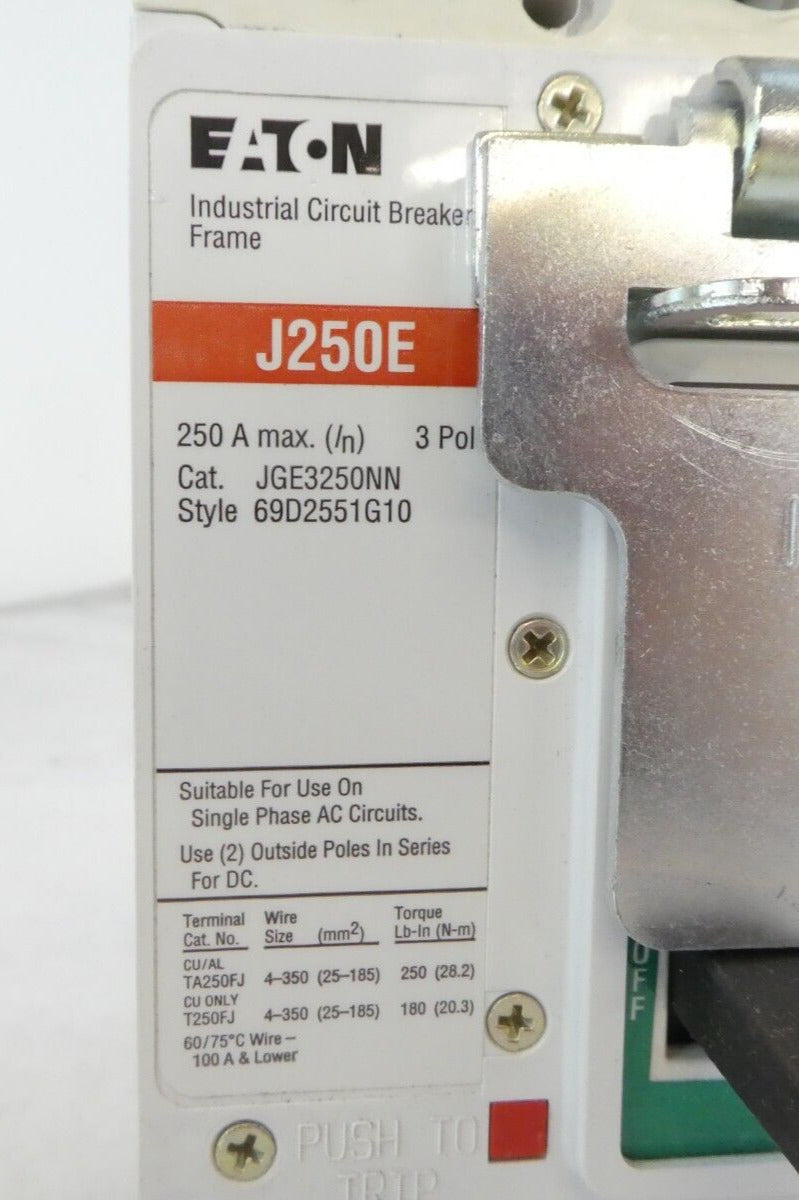 EATON
Industrial Circuit Breaker
Frame
J250E
250 A max. (In) 3 Pol
Cat. JGE3250NN
Style 69D2551G10
Suitable For Use On
Single Phase AC Circuits.
Use (2) Outside Poles In Series
For DC.
Terminal Wire Torque
Cat. No. Size (mm2) Lb-In (N-m)
CU/AL
TA250FJ 4–350 (25–185) 250 (28.2)
CU ONLY
T250FJ 4–350 (25–185) 180 (20.3)
60/75°C Wire –
100 A & Lower
OFF
PUSH TO
TRIP